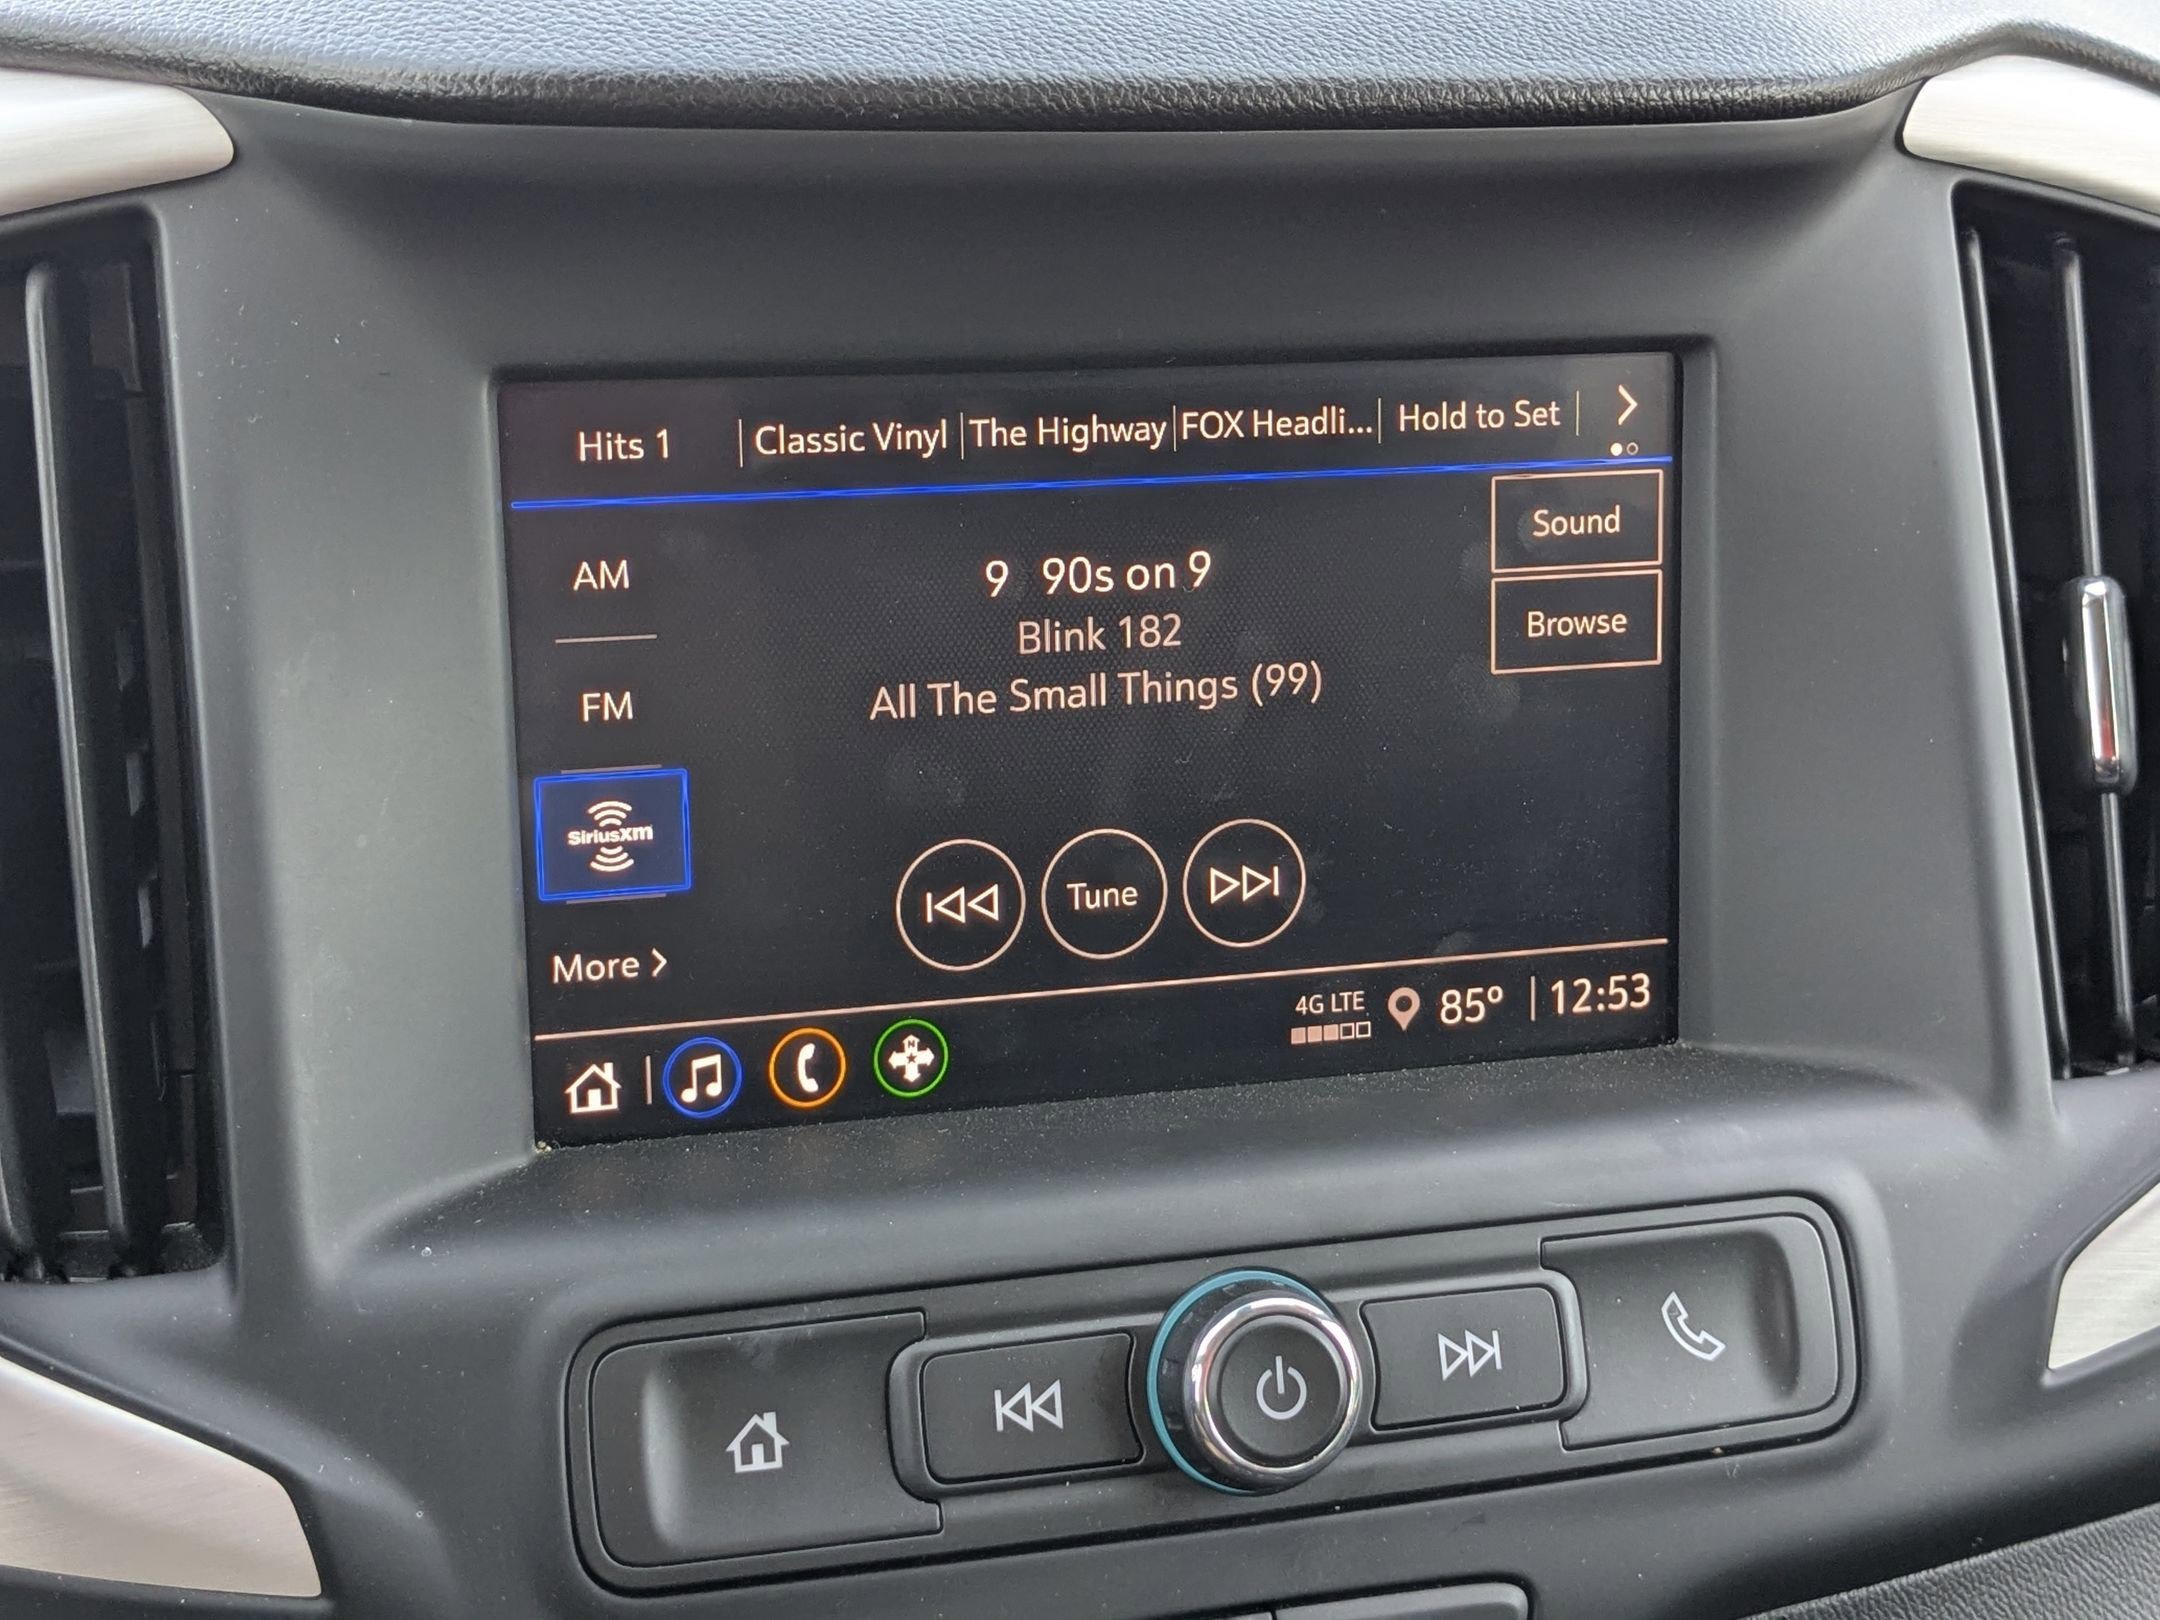 Hits 1 Classic Vinyl The Highway FOX Headli... Hold to Set
Sound
AM
9 90s on 9
Blink 182
Browse
All The Small Things (99)
FM
SiriusXM
Tune
More >
4G LTE 85° 12:53
N